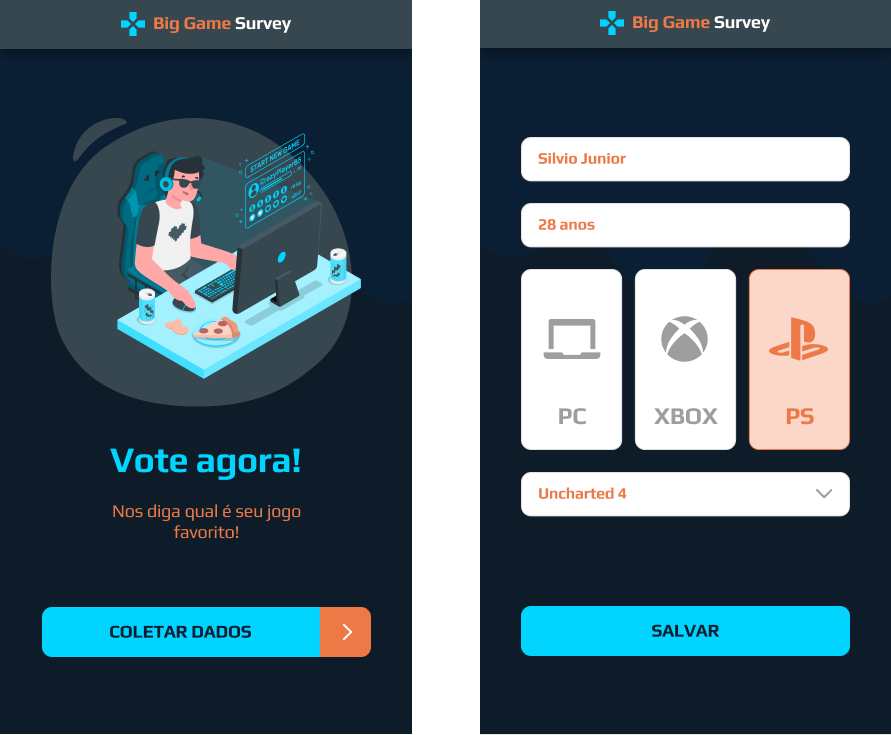 Big Game Survey
START NEW GAME
CrazyPlayer85
Vote agora!
Nos diga qual é seu jogo
favorito!
COLETAR DADOS
Big Game Survey
Silvio Junior
28 anos
PC
XBOX
PS
Uncharted 4
SALVAR